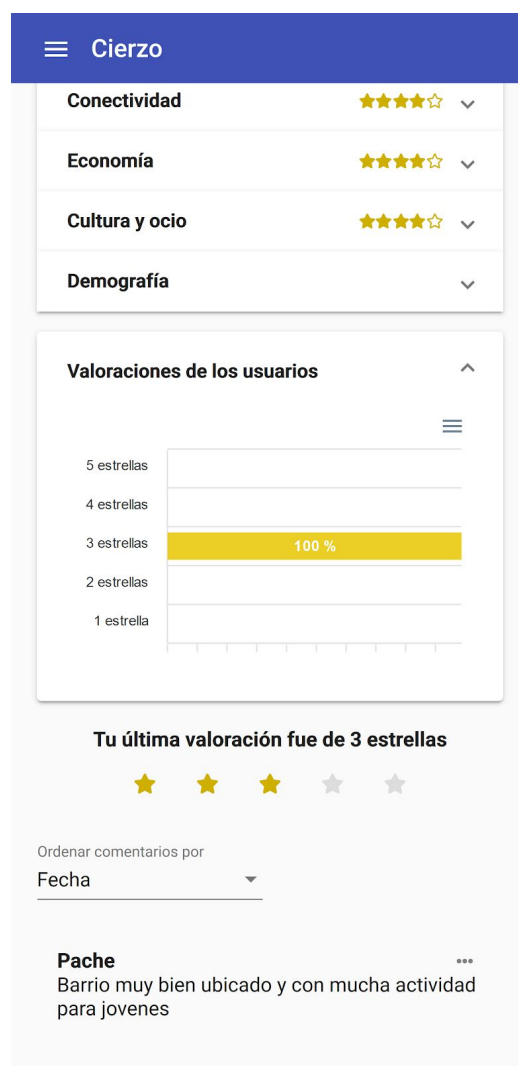 Cierzo
Conectividad
Economía
Cultura y ocio
Demografía
Valoraciones de los usuarios
5 estrellas
4 estrellas
3 estrellas
100 %
2 estrellas
1 estrella
Tu última valoración fue de 3 estrellas
Ordenar comentarios por
Fecha
Pache
Barrio muy bien ubicado y con mucha actividad
para jovenes